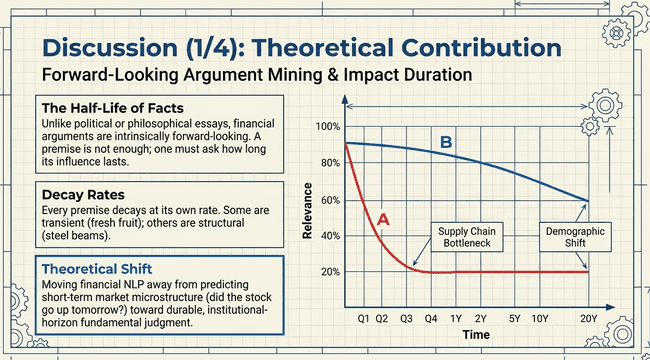 Discussion (1/4): Theoretical Contribution
Forward-Looking Argument Mining & Impact Duration
The Half-Life of Facts
Unlike political or philosophical essays, financial
arguments are intrinsically forward-looking. A
premise is not enough; one must ask how long
its influence lasts.
Decay Rates
Every premise decays at its own rate. Some are
transient (fresh fruit); others are structural
(steel beams).
Theoretical Shift
Moving financial NLP away from predicting
short-term market microstructure (did the stock
go up tomorrow?) toward durable, institutional-
horizon fundamental judgment.
Relevance
100%
80%
60%
40%
20%
B
A
Supply Chain
Bottleneck
Demographic
Shift
Q1 Q2 Q3 Q4 1Y 2Y 5Y 10Y 20Y
Time